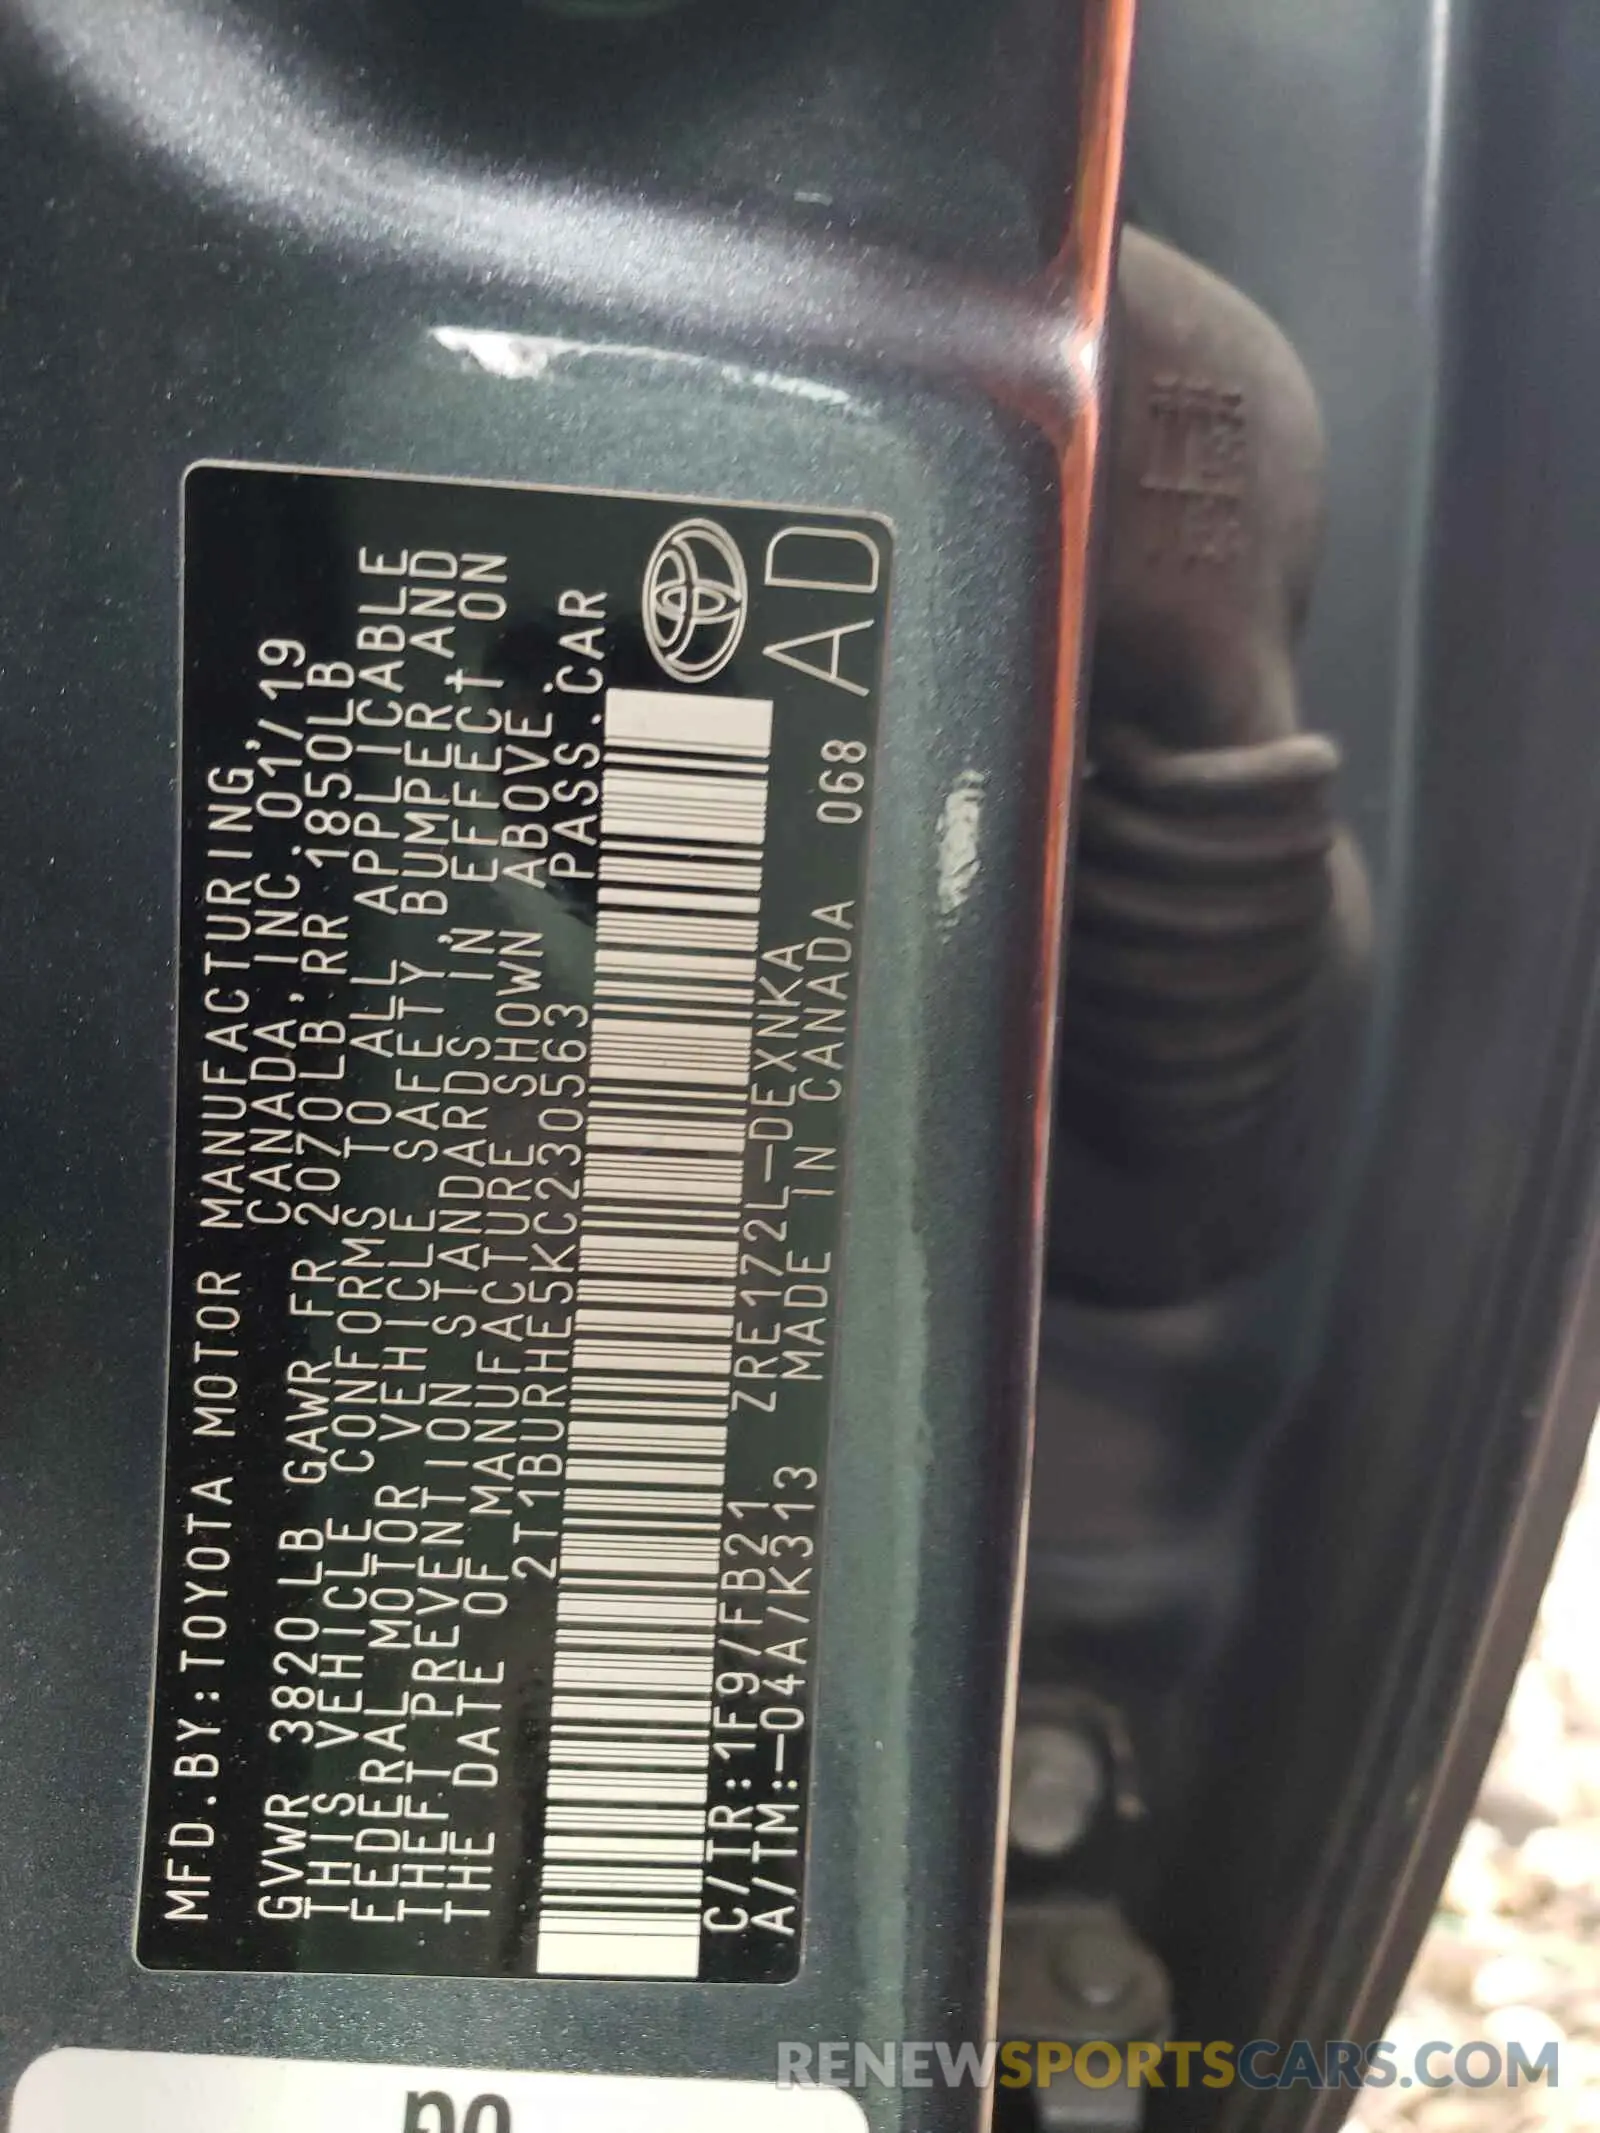 MFD.BY:TOYOTA MOTOR MANUFACTURING,
CANADA, INC. 01/19
GVWR 3820LB GAWR FR 2070LB,RR 1850LB
THIS VEHICLE CONFORMS TO ALL APPLICABLE
FEDERAL MOTOR VEHICLE SAFETY, BUMPER,AND
THEFT PREVENTION STANDARDS IN EFFECT ON
THE DATE OF MANUFACTURE SHOWN ABOVE.
2T1BURHE5KC230563 PASS.CAR
C/TR:1F9/FB21 ZRE172L-DEXNKA
A/TM:-04A/K313 MADE IN CANADA 068
AD
RENEWSPORTSCARS.COM